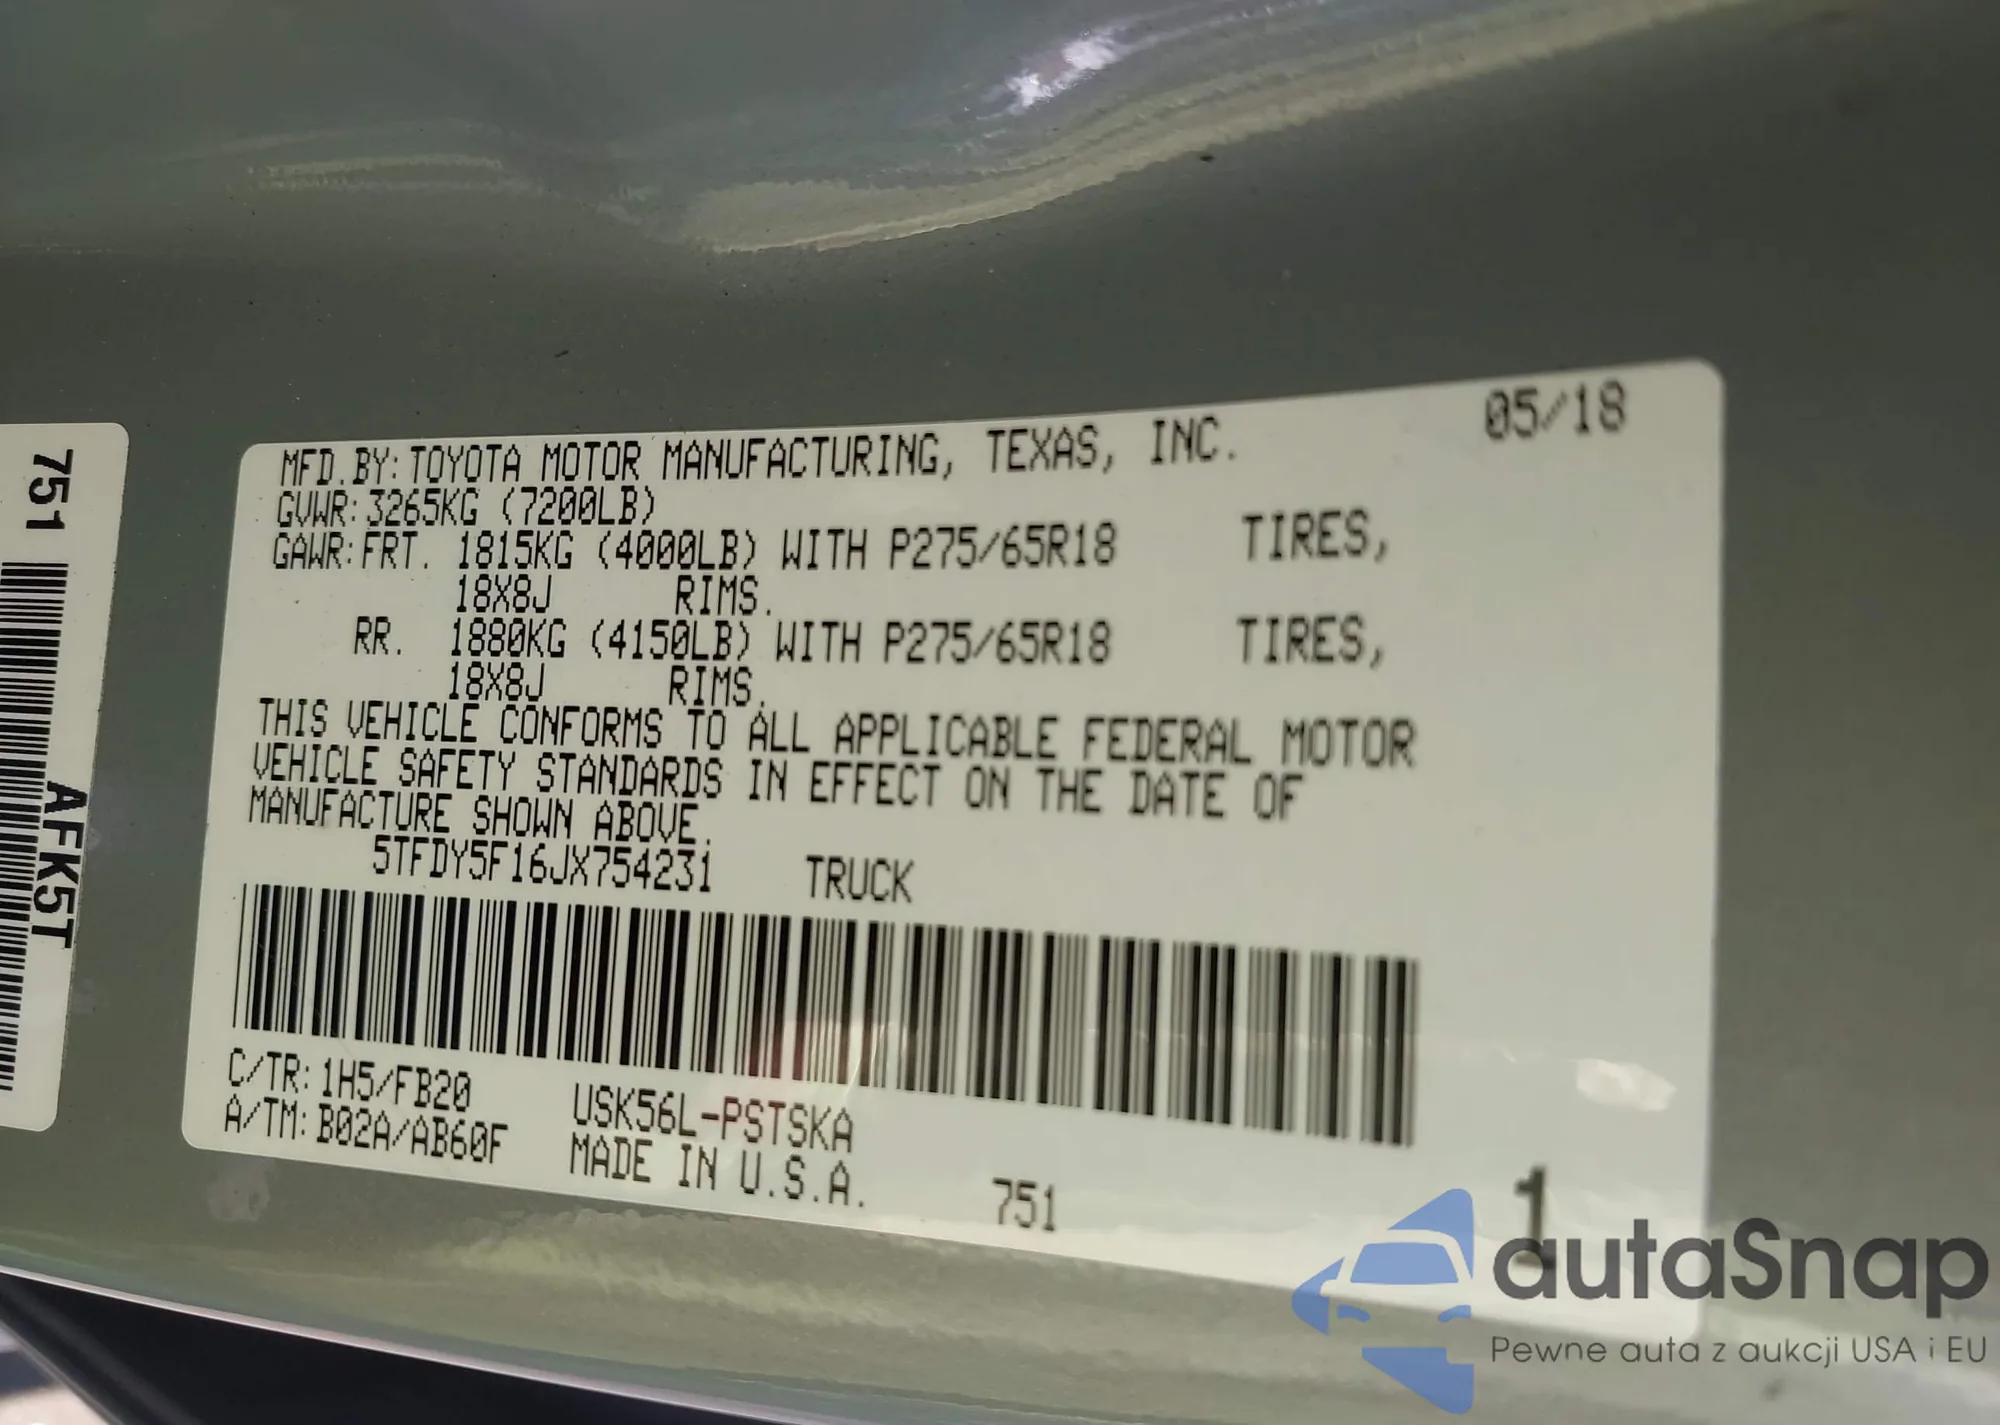 751
AFK5T
05/18
MFD.BY:TOYOTA MOTOR MANUFACTURING, TEXAS, INC.
GVWR:3265KG (7200LB)
GAWR:FRT. 1815KG (4000LB) WITH P275/65R18 TIRES,
18X8J RIMS.
RR. 1880KG (4150LB) WITH P275/65R18 TIRES,
18X8J RIMS.
THIS VEHICLE CONFORMS TO ALL APPLICABLE FEDERAL MOTOR
VEHICLE SAFETY STANDARDS IN EFFECT ON THE DATE OF
MANUFACTURE SHOWN ABOVE.
5TFDY5F16JX754231 TRUCK
C/TR:1H5/FB20 USK56L-PSTSKA
A/TM:B02A/AB60F MADE IN U.S.A. 751
1
autaSnap
Pewne auta z aukcji USA i EU